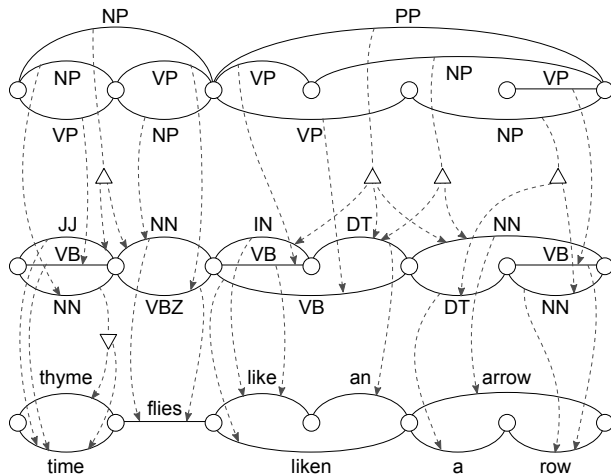 NP PP
NP VP VP NP VP
VP NP VP NP
JJ NN IN DT NN
VB VB VB
NN VBZ VB DT NN
thyme flies like an arrow
time liken a row